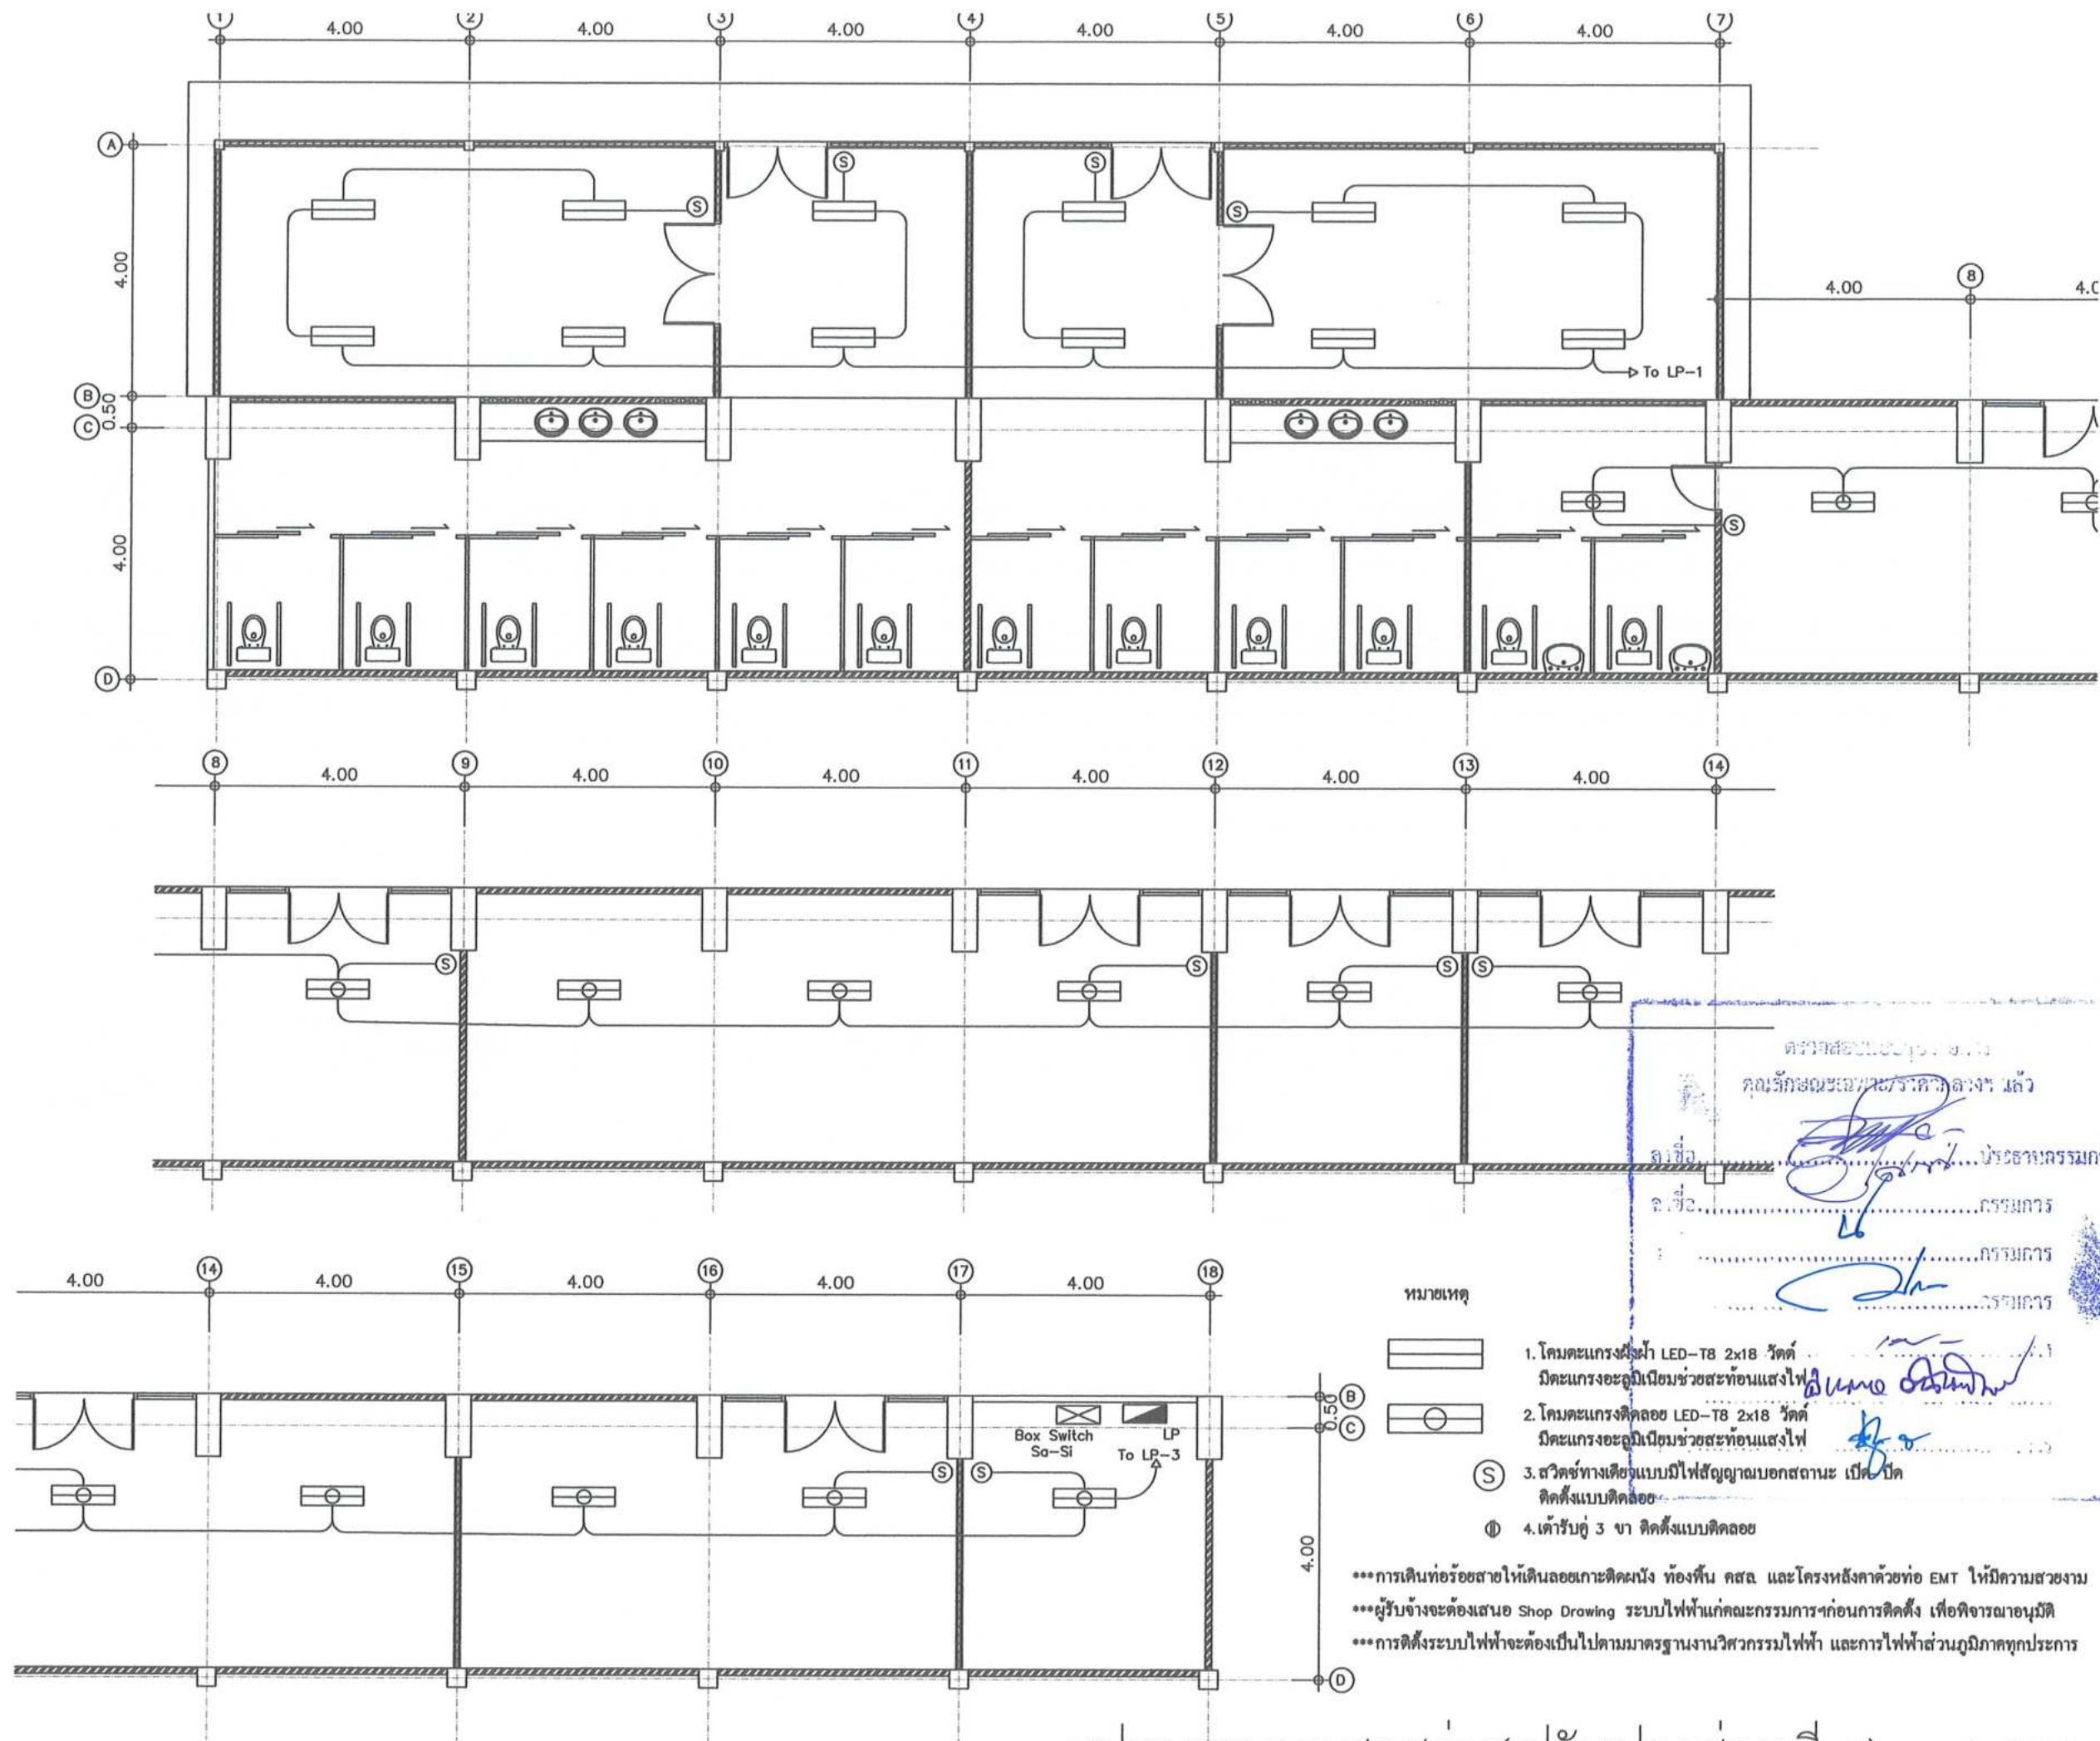 1 2 3 4 5 6 7
4.00 4.00 4.00 4.00 4.00 4.00
A
S S
S S
4.00
8
4.00
To LP-1
B
0.50
C
S
4.00
D
8 9 10 11 12 13 14
4.00 4.00 4.00 4.00 4.00 4.00
S S S S
คุณลักษณะเฉพาะ/ราคากลางฯ แล้ว
ลงชื่อ
ลงชื่อ กรรมการ
กรรมการ
กรรมการ
14 15 16 17 18
4.00 4.00 4.00 4.00 4.00
B
0.50
C
Box Switch
Sa-Si
LP
To LP-3
S S
4.00
D
หมายเหตุ
1. โคมตะแกรงฝังฝ้า LED-T8 2x18 วัตต์
มีตะแกรงอะลูมิเนียมช่วยสะท้อนแสงไฟ
2. โคมตะแกรงติดลอย LED-T8 2x18 วัตต์
มีตะแกรงอะลูมิเนียมช่วยสะท้อนแสงไฟ
S 3. สวิตช์ทางเดียวแบบมีไฟสัญญาณบอกสถานะ เปิด-ปิด
ติดตั้งแบบติดลอย
4. เต้ารับคู่ 3 ขา ติดตั้งแบบติดลอย
***การเดินท่อร้อยสายให้เดินลอยเกาะติดผนัง ท้องพื้น คสล. และโครงหลังคาด้วยท่อ EMT ให้มีความสวยงาม
***ผู้รับจ้างจะต้องเสนอ Shop Drawing ระบบไฟฟ้าแก่คณะกรรมการฯก่อนการติดตั้ง เพื่อพิจารณาอนุมัติ
***การติดั้งระบบไฟฟ้าจะต้องเป็นไปตามมาตรฐานงานวิศวกรรมไฟฟ้า และการไฟฟ้าส่วนภูมิภาคทุกประการ